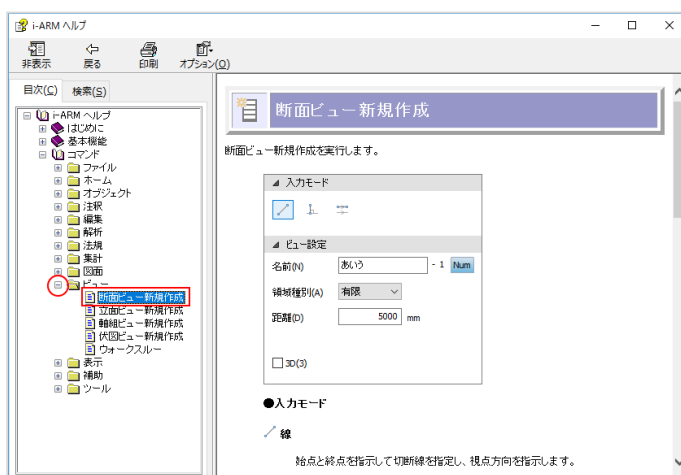 i-ARM ヘルプ
非表示 戻る 印刷 オプション(O)
目次(C) 検索(S)
i-ARM ヘルプ
はじめに
基本機能
コマンド
ファイル
ホーム
オブジェクト
注釈
編集
解析
法規
集計
図面
ビュー
断面ビュー新規作成
立面ビュー新規作成
軸組ビュー新規作成
伏図ビュー新規作成
ウォークスルー
表示
補助
ツール
断面ビュー新規作成
断面ビュー新規作成を実行します。
入力モード
ビュー設定
名前(N) あいう - 1 Num
領域種別(A) 有限
距離(D) 5000 mm
3D(3)
●入力モード
線
始点と終点を指示して切断線を指定し、視点方向を指示します。